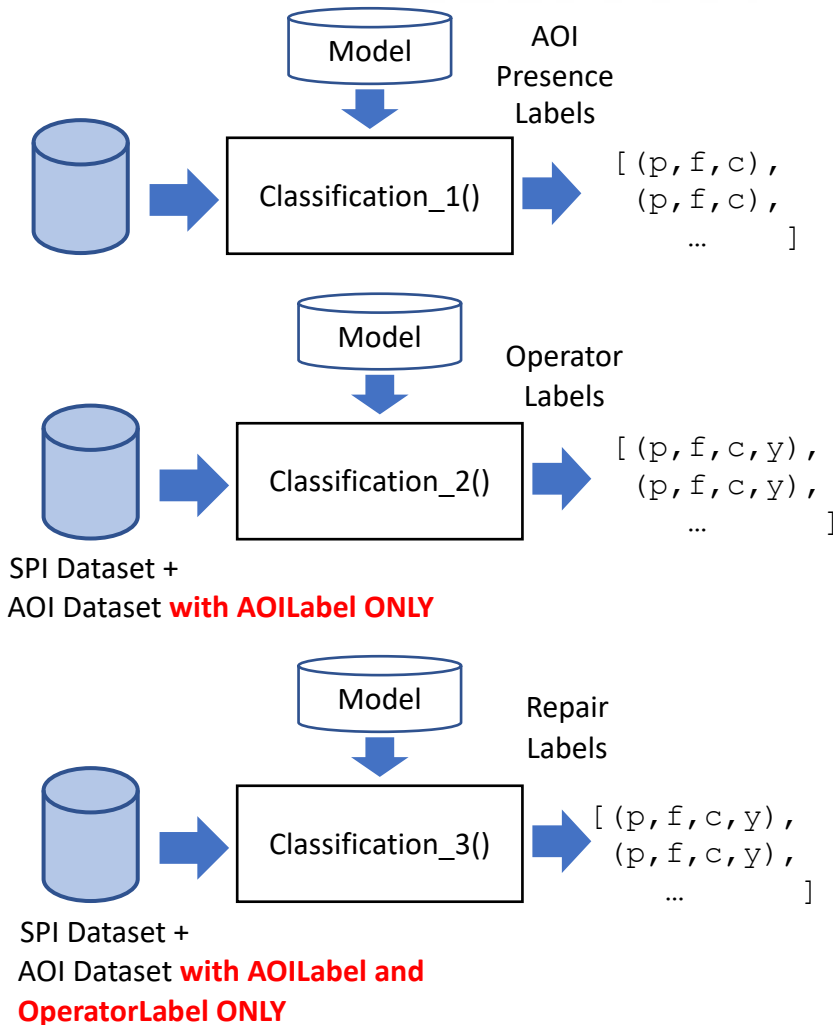 Model
AOI
Presence
Labels
Classification_1()
[(p,f,c),
(p,f,c),
… ]
Model
Operator
Labels
Classification_2()
[(p,f,c,y),
(p,f,c,y),
… ]
SPI Dataset +
AOI Dataset with AOILabel ONLY
Model
Repair
Labels
Classification_3()
[(p,f,c,y),
(p,f,c,y),
… ]
SPI Dataset +
AOI Dataset with AOILabel and
OperatorLabel ONLY